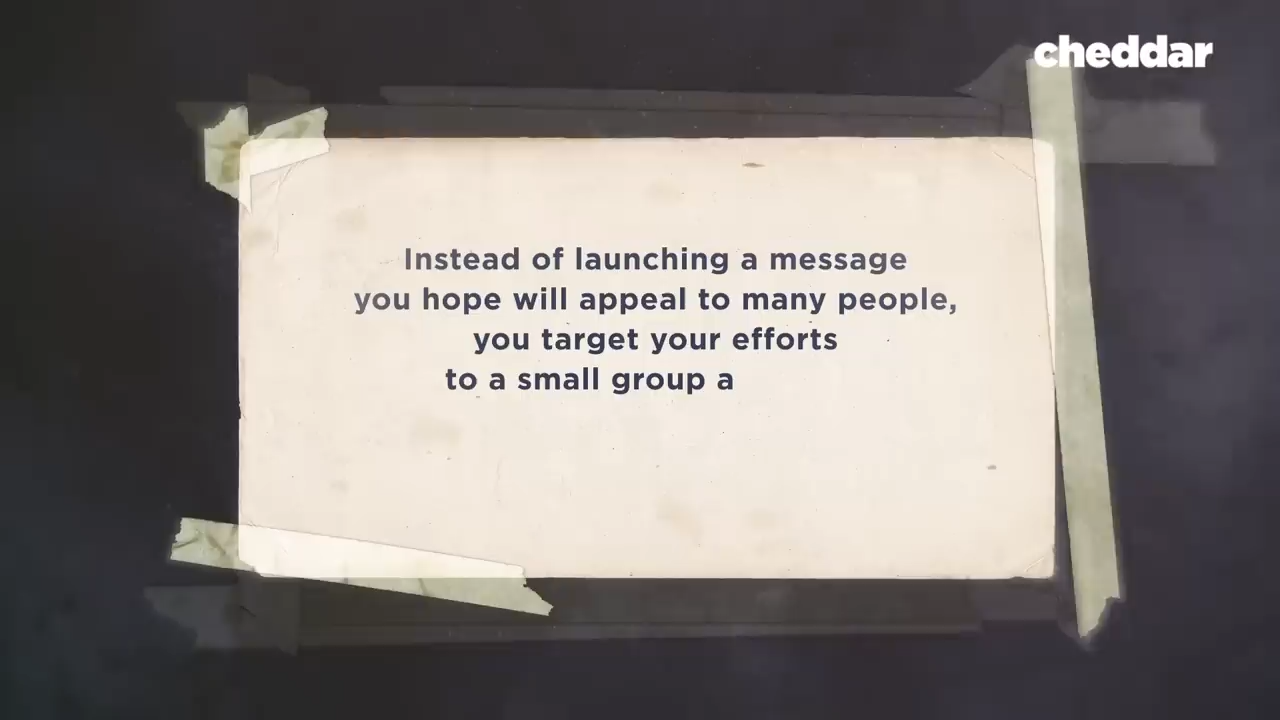 cheddar
Instead of launching a message
you hope will appeal to many people,
you target your efforts
to a small group a